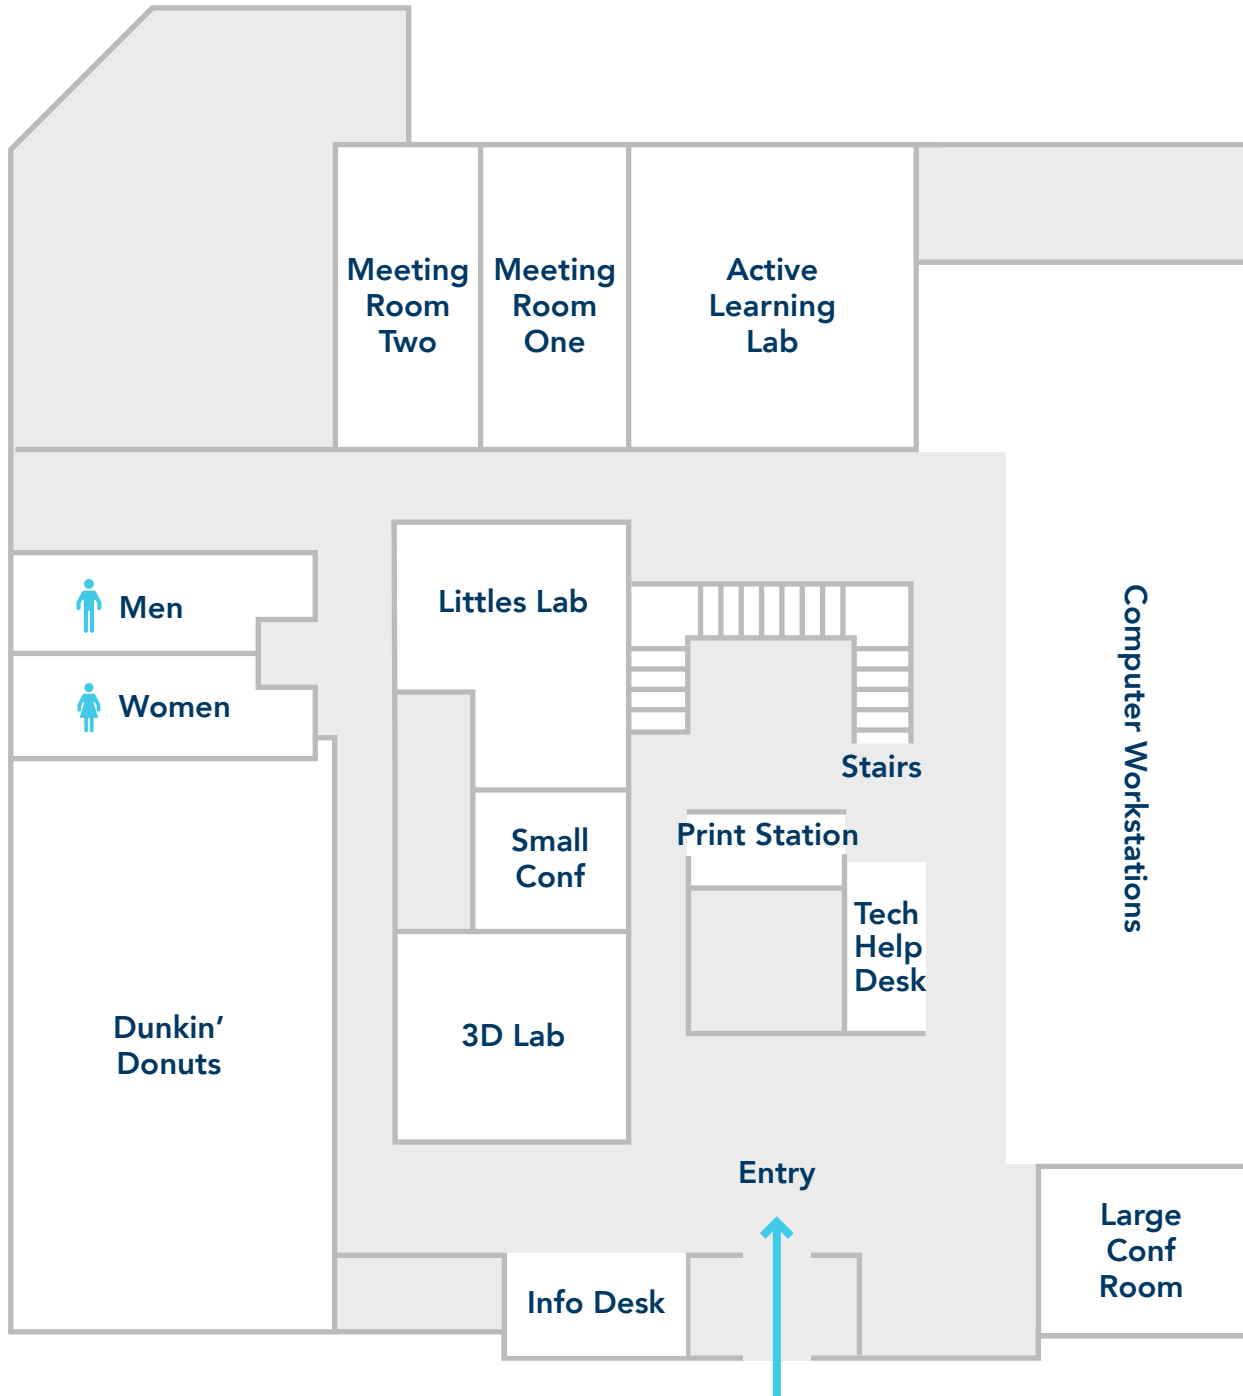 Meeting
Room
Two
Meeting
Room
One
Active
Learning
Lab
Men
Women
Littles Lab
Stairs
Computer Workstations
Print Station
Small
Conf
Tech
Help
Desk
Dunkin’
Donuts
3D Lab
Entry
Large
Conf
Room
Info Desk